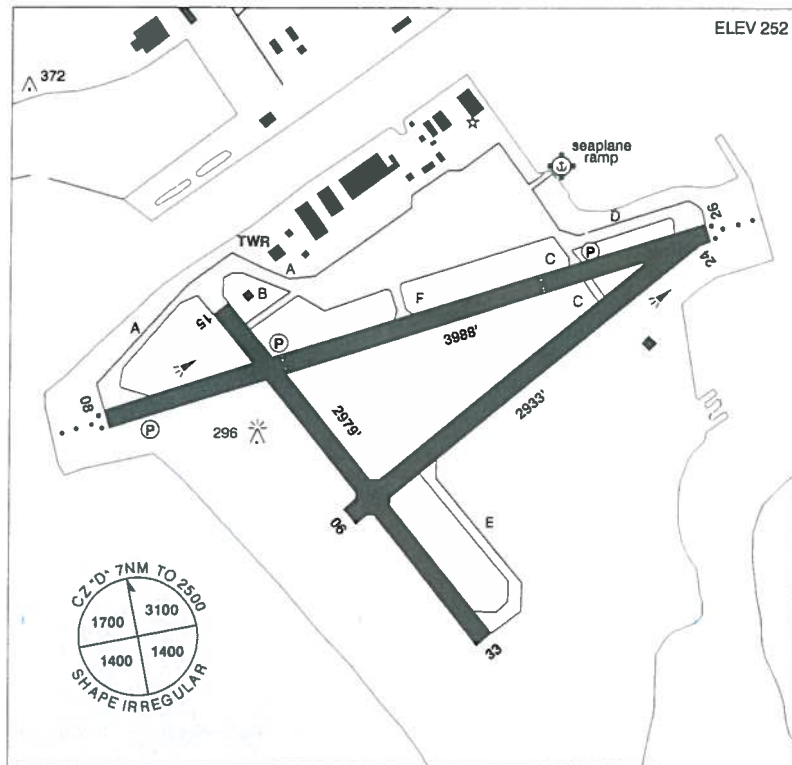 ELEV 252
372
seaplane
ramp
D
26
TWR
A
P
C
24
B
A
F
C
15
3988'
P
08
2933'
P
296
2979'
06
E
CZ "D" 7NM TO 2500
1700
3100
1400
1400
SHAPE IRREGULAR
33